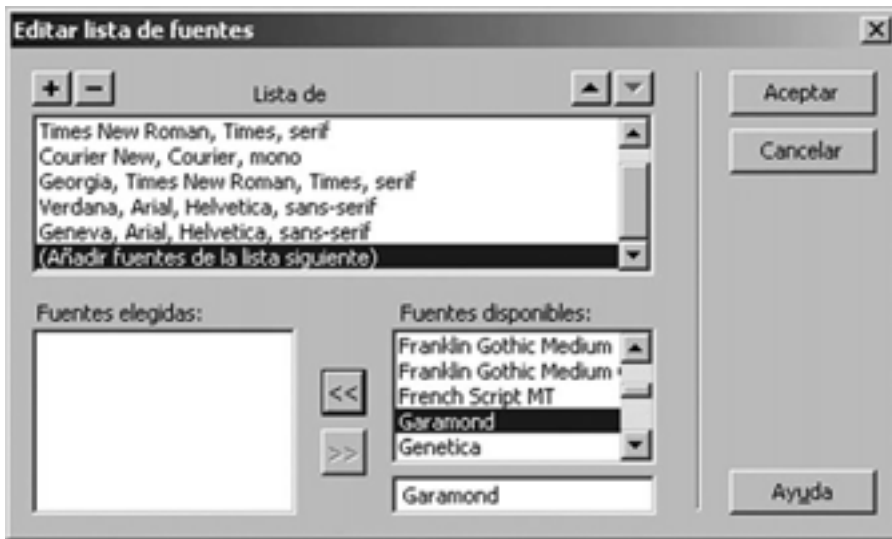 Editar lista de fuentes
+ - Lista de
Aceptar
Times New Roman, Times, serif
Courier New, Courier, mono
Cancelar
Georgia, Times New Roman, Times, serif
Verdana, Arial, Helvetica, sans-serif
Geneva, Arial, Helvetica, sans-serif
(Añadir fuentes de la lista siguiente)
Fuentes elegidas:
Fuentes disponibles:
Franklin Gothic Medium
Franklin Gothic Medium
<<
French Script MT
Garamond
>>
Genetica
Garamond
Ayuda